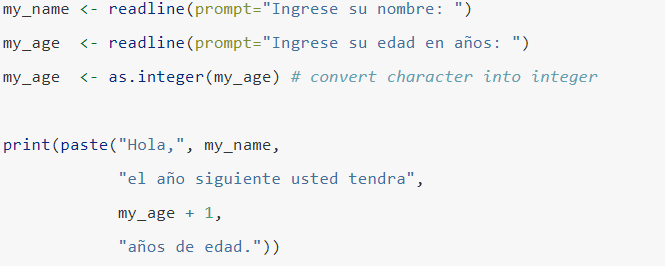 my_name <- readline(prompt="Ingrese su nombre: ")
my_age  <- readline(prompt="Ingrese su edad en años: ")
my_age  <- as.integer(my_age) # convert character into integer
print(paste("Hola,", my_name,
            "el año siguiente usted tendra",
            my_age + 1,
            "años de edad."))